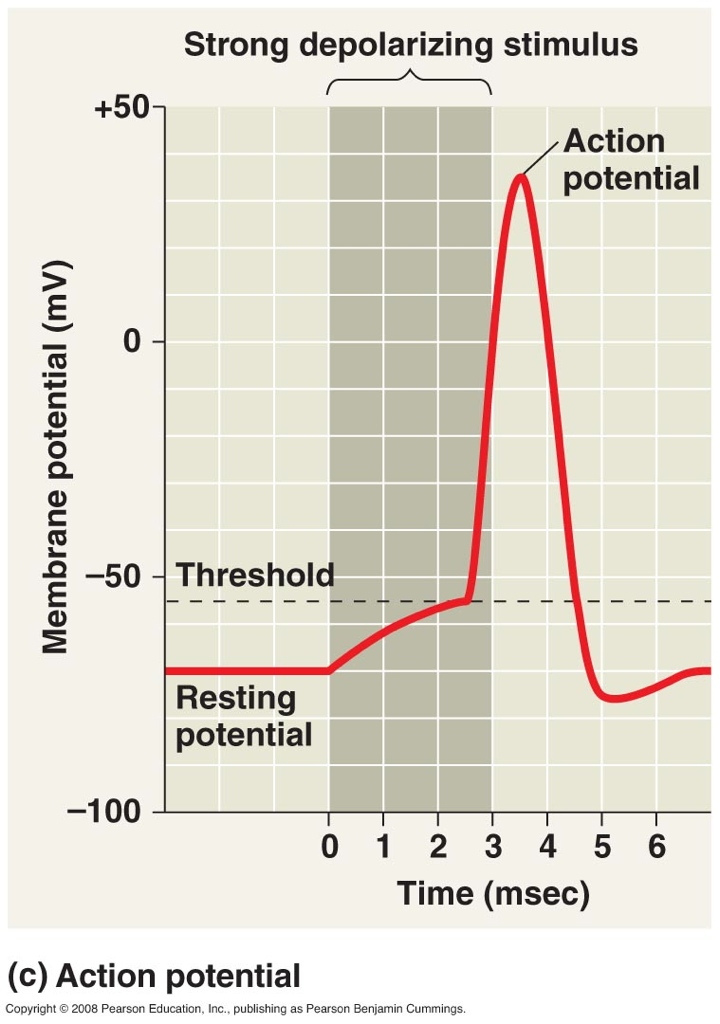 Strong depolarizing stimulus
+50
Action
potential
Membrane potential (mV)
0
−50
Threshold
Resting
potential
−100
0 1 2 3 4 5 6
Time (msec)
(c) Action potential
Copyright © 2008 Pearson Education, Inc., publishing as Pearson Benjamin Cummings.